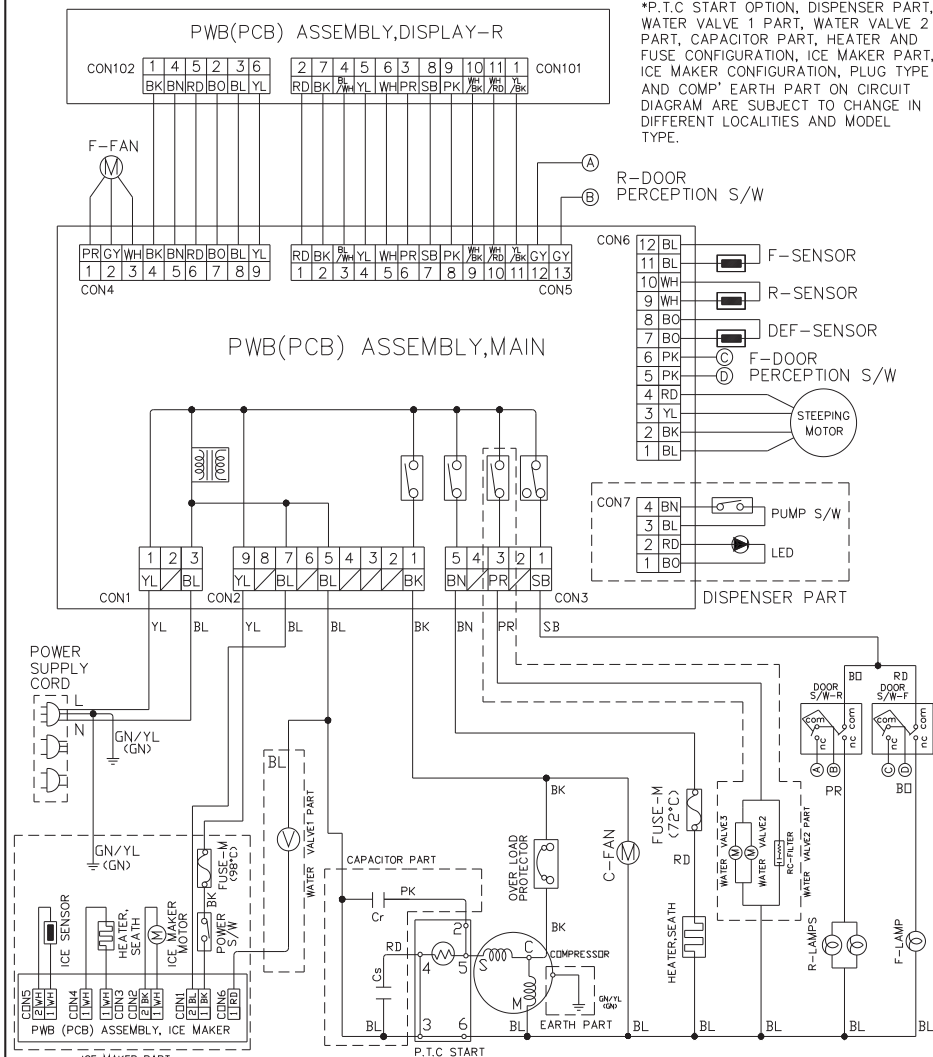 *P.T.C START OPTION, DISPENSER PART,
WATER VALVE 1 PART, WATER VALVE 2
PART, CAPACITOR PART, HEATER AND
FUSE CONFIGURATION, ICE MAKER PART,
ICE MAKER CONFIGURATION, PLUG TYPE
AND COMP' EARTH PART ON CIRCUIT
DIAGRAM ARE SUBJECT TO CHANGE IN
DIFFERENT LOCALITIES AND MODEL
TYPE.
PWB(PCB) ASSEMBLY,DISPLAY-R
CON102 1 4 5 2 3 6
BK BN RD BO BL YL
2 7 4 5 6 3 8 9 10 11 1 CON101
RD BK BL/WH YL WH PR SB PK WH/BK WH/RD YL/BK
F-FAN
M
A
B
R-DOOR
PERCEPTION S/W
PR GY WH BK BN RD BO BL YL
1 2 3 4 5 6 7 8 9
CON4
RD BK BL/WH YL WH PR SB PK WH/BK WH/RD YL/BK GY GY
1 2 3 4 5 6 7 8 9 10 11 12 13
CON5
CON6
12 BL
11 BL
F-SENSOR
10 WH
9 WH
R-SENSOR
8 BO
7 BO
DEF-SENSOR
6 PK C
5 PK D
F-DOOR
PERCEPTION S/W
4 RD
3 YL
2 BK
1 BL
STEEPING
MOTOR
PWB(PCB) ASSEMBLY,MAIN
CON7
4 BN
3 BL
PUMP S/W
2 RD
1 BO
LED
DISPENSER PART
1 2 3
YL BL
CON1
9 8 7 6 5 4 3 2 1
YL BL BL BK
CON2
5 4 3 2 1
BN PR SB
CON3
YL BL YL BL BL BK BN PR SB
POWER
SUPPLY
CORD
L
N
GN/YL
(GN)
GN/YL
(GN)
BO
RD
DOOR
S/W-R
com
com
nc
A B
PR
DOOR
S/W-F
com
com
nc
C D
BO
BL
V
WATER VALVE1 PART
FUSE-M
(98°C)
BK
POWER
S/W
ICE SENSOR
HEATER,
SEATH
M
ICE MAKER
MOTOR
CON5 2 WH 1 WH
CON4 1 WH
CON3 1 WH
CON2 2 BK 1 WH
CON1 2 BL 1 BK
CON6 1 RD
PWB (PCB) ASSEMBLY, ICE MAKER
ICE MAKER PART
CAPACITOR PART
Cr
PK
RD
Cs
2
4
5
3
6
S
C
M
BL
BL
P.T.C START
COMPRESSOR
OVER LOAD
PROTECTOR
BK
BK
EARTH PART
GN/YL
(GN)
C-FAN
M
BL
FUSE-M
(72°C)
RD
HEATER,SEATH
BL
WATER VALVE3
M
M
WATER VALVE2
RC-FILTER
WATER VALVE2 PART
BL
R-LAMPS
BL
F-LAMP
BL